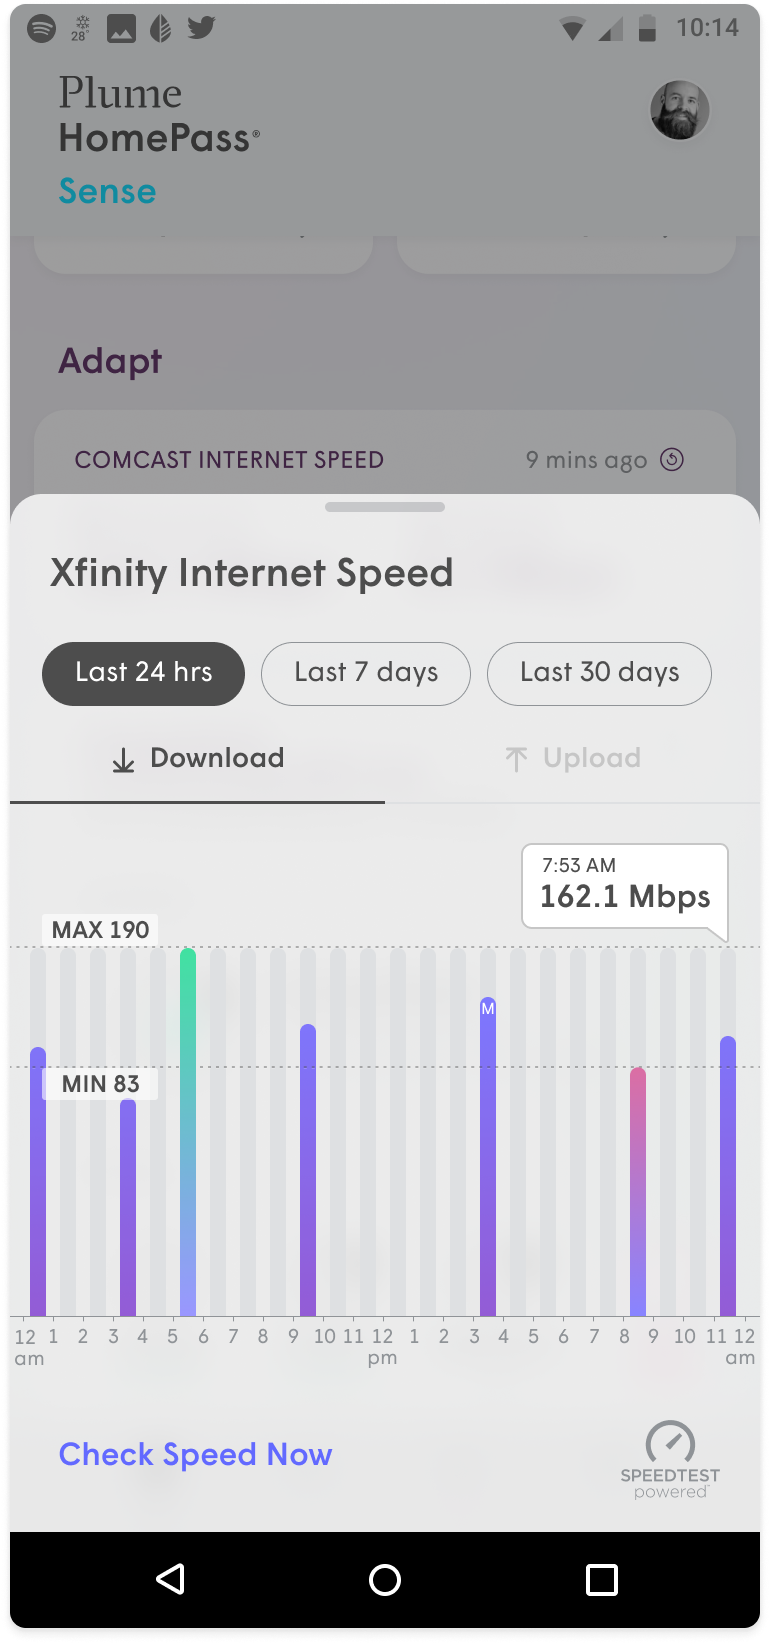 28°
10:14
Plume
HomePass®
Sense
Adapt
COMCAST INTERNET SPEED 9 mins ago
Xfinity Internet Speed
Last 24 hrs Last 7 days Last 30 days
Download Upload
7:53 AM
162.1 Mbps
MAX 190
M
MIN 83
12 1 2 3 4 5 6 7 8 9 10 11 12 1 2 3 4 5 6 7 8 9 10 11 12
am pm am
Check Speed Now
SPEEDTEST
powered™